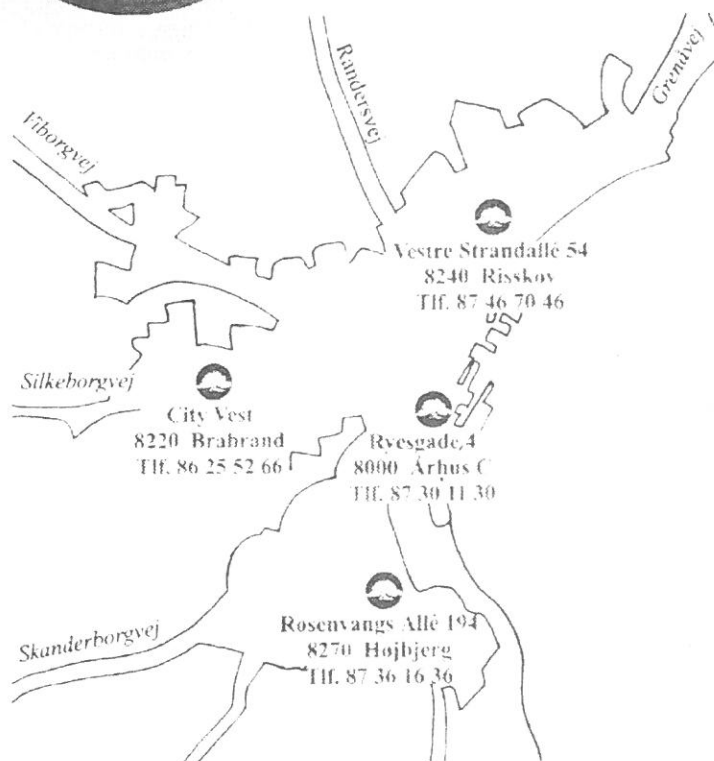 Randersvej
Grenåvej
Viborgvej
Vestre Strandallé 54
8240 Risskov
Tlf. 87 46 70 46
Silkeborgvej
City Vest
8220 Brabrand
Tlf. 86 25 52 66
Ryesgade 4
8000 Århus C
Tlf. 87 30 11 30
Rosenvangs Allé 194
8270 Højbjerg
Tlf. 87 36 16 36
Skanderborgvej